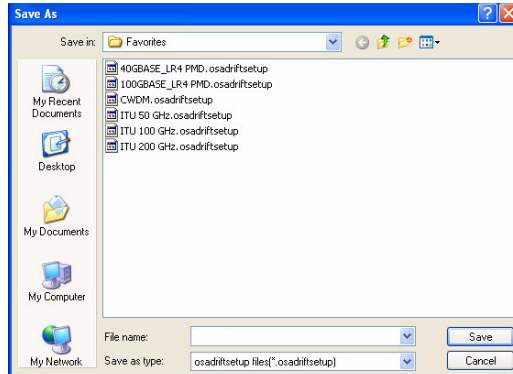 Save As
Save in:
Favorites
40GBASE_LR4 PMD.osadriftsetup
100GBASE_LR4 PMD.osadriftsetup
CWDM.osadriftsetup
ITU 50 GHz.osadriftsetup
ITU 100 GHz.osadriftsetup
ITU 200 GHz.osadriftsetup
My Recent
Documents
Desktop
My Documents
My Computer
My Network
File name:
Save
Save as type:
osadriftsetup files(*.osadriftsetup)
Cancel